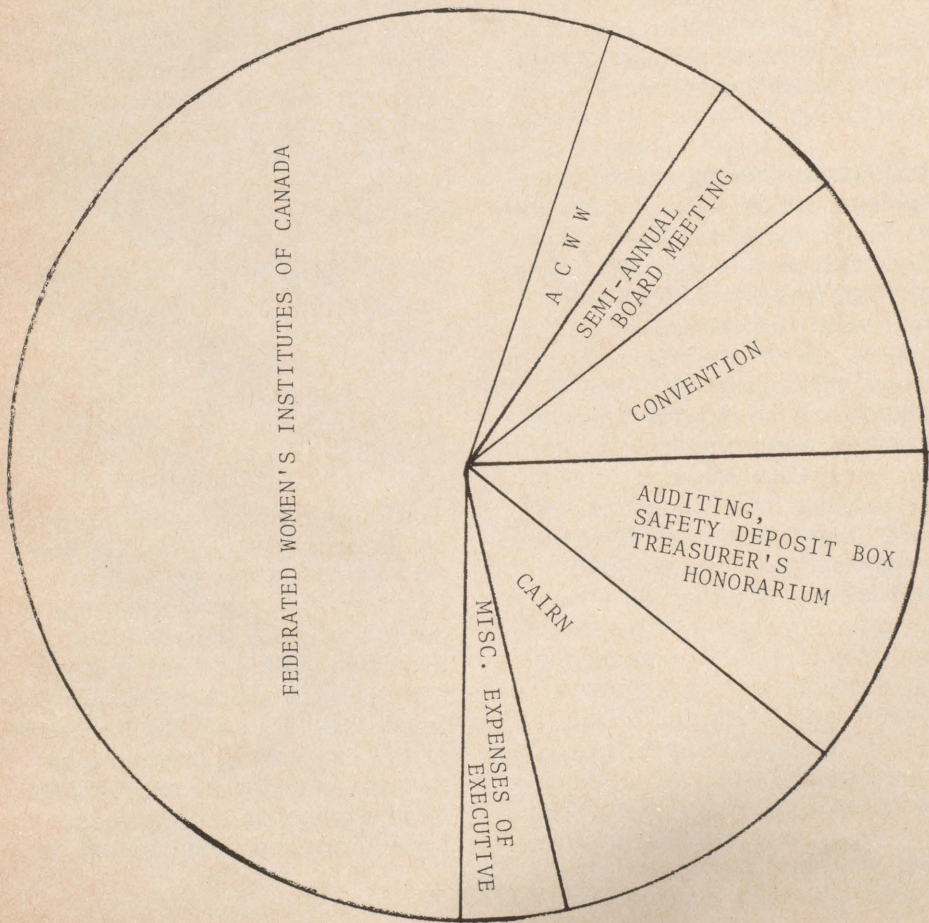 FEDERATED WOMEN'S INSTITUTES OF CANADA
A C W W
SEMI-ANNUAL
BOARD MEETING
CONVENTION
AUDITING,
SAFETY DEPOSIT BOX
TREASURER'S
HONORARIUM
CAIRN
MISC. EXPENSES OF
EXECUTIVE